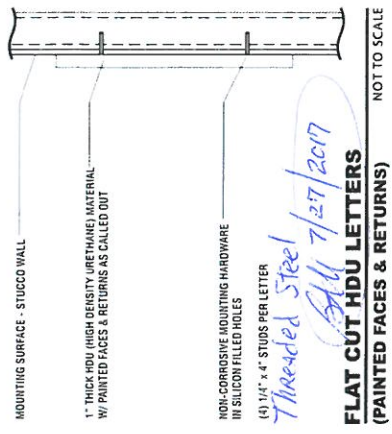 MOUNTING SURFACE - STUCCO WALL
1" THICK HDU (HIGH DENSITY URETHANE) MATERIAL
W/ PAINTED FACES & RETURNS AS CALLED OUT
NON-CORROSIVE MOUNTING HARDWARE
IN SILICON FILLED HOLES
(4) 1/4" x 4" STUDS PER LETTER
Threaded Steel
7/27/2017
FLAT CUT HDU LETTERS
(PAINTED FACES & RETURNS)
NOT TO SCALE